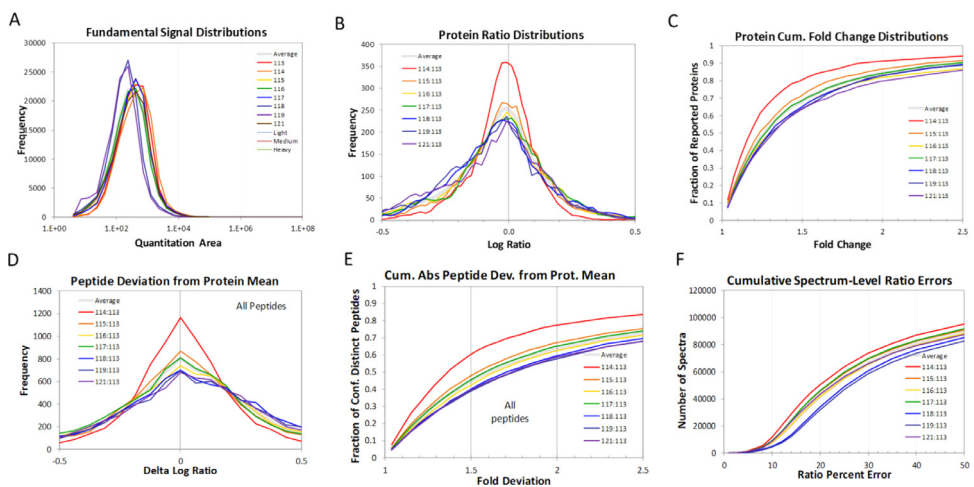 A
Fundamental Signal Distributions
30000
25000
20000
15000
10000
5000
0
Frequency
1.E+00
1.E+02
1.E+04
1.E+06
1.E+08
Quantitation Area
Average
113
114
115
116
117
118
119
121
Light
Medium
Heavy
B
Protein Ratio Distributions
400
350
300
250
200
150
100
50
0
Frequency
-0.5
0.0
0.5
Log Ratio
Average
114:113
115:113
116:113
117:113
118:113
119:113
121:113
C
Protein Cum. Fold Change Distributions
1
0.9
0.8
0.7
0.6
0.5
0.4
0.3
0.2
0.1
0
Fraction of Reported Proteins
1
1.5
2
2.5
Fold Change
Average
114:113
115:113
116:113
117:113
118:113
119:113
121:113
D
Peptide Deviation from Protein Mean
1400
1200
1000
800
600
400
200
0
Frequency
-0.5
0.0
0.5
Delta Log Ratio
All Peptides
Average
114:113
115:113
116:113
117:113
118:113
119:113
121:113
E
Cum. Abs Peptide Dev. from Prot. Mean
1
0.9
0.8
0.7
0.6
0.5
0.4
0.3
0.2
0.1
0
Fraction of Conf. Distinct Peptides
1
1.5
2
2.5
Fold Deviation
All
peptides
Average
114:113
115:113
116:113
117:113
118:113
119:113
121:113
F
Cumulative Spectrum-Level Ratio Errors
120000
100000
80000
60000
40000
20000
0
Number of Spectra
0
10
20
30
40
50
Ratio Percent Error
Average
114:113
115:113
116:113
117:113
118:113
119:113
121:113